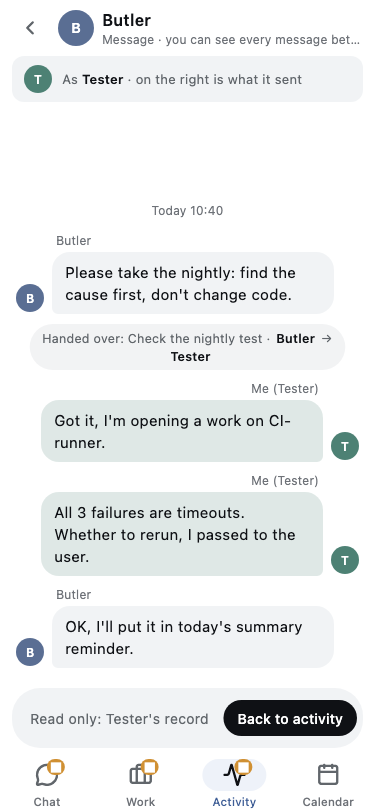 B
Butler
Message · you can see every message bet…
T
As Tester · on the right is what it sent
Today 10:40
Butler
Please take the nightly: find the
cause first, don't change code.
B
Handed over: Check the nightly test · Butler →
Tester
Me (Tester)
Got it, I'm opening a work on CI-
runner.
T
Me (Tester)
All 3 failures are timeouts.
Whether to rerun, I passed to the
user.
T
Butler
OK, I'll put it in today's summary
reminder.
B
Read only: Tester's record
Back to activity
Chat
Work
Activity
Calendar